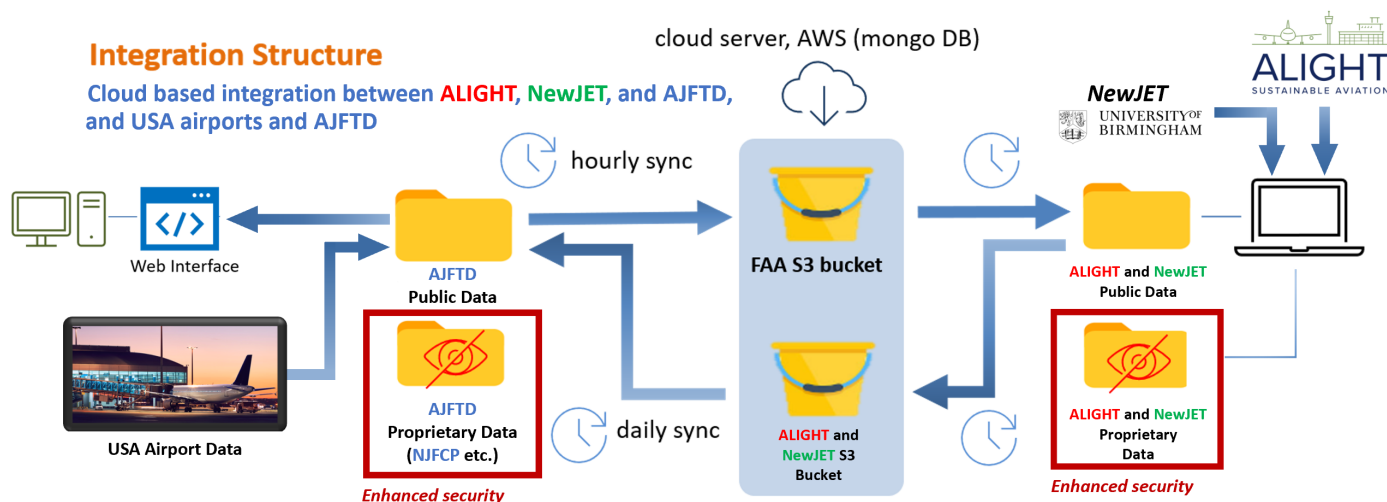 Integration Structure
Cloud based integration between ALIGHT, NewJET, and AJFTD,
and USA airports and AJFTD
cloud server, AWS (mongo DB)
ALIGHT
SUSTAINABLE AVIATION
NewJET
UNIVERSITY OF
BIRMINGHAM
hourly sync
</>
Web Interface
AJFTD
Public Data
FAA S3 bucket
ALIGHT and NewJET
Public Data
USA Airport Data
AJFTD
Proprietary Data
(NJFCP etc.)
Enhanced security
daily sync
ALIGHT and
NewJET S3
Bucket
ALIGHT and NewJET
Proprietary
Data
Enhanced security